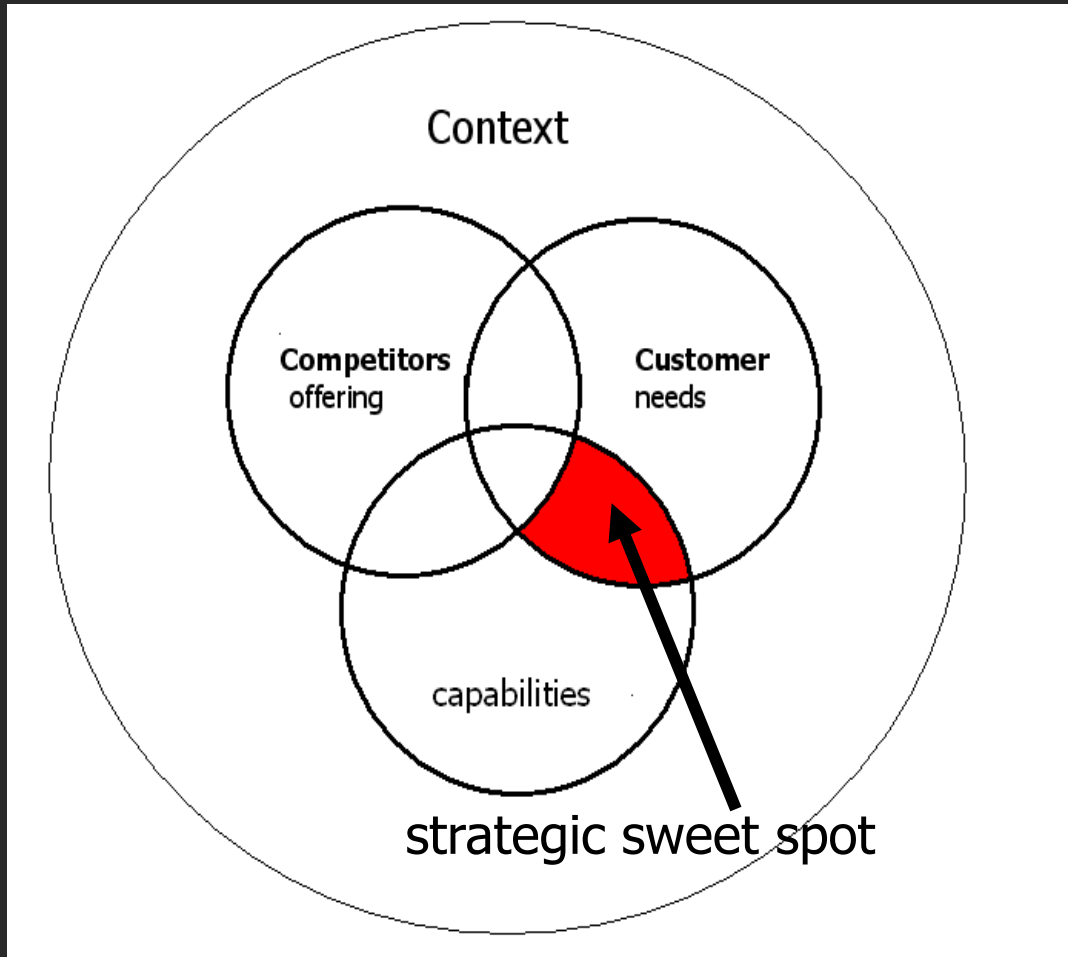 Context
Competitors
offering
Customer
needs
capabilities
strategic sweet spot